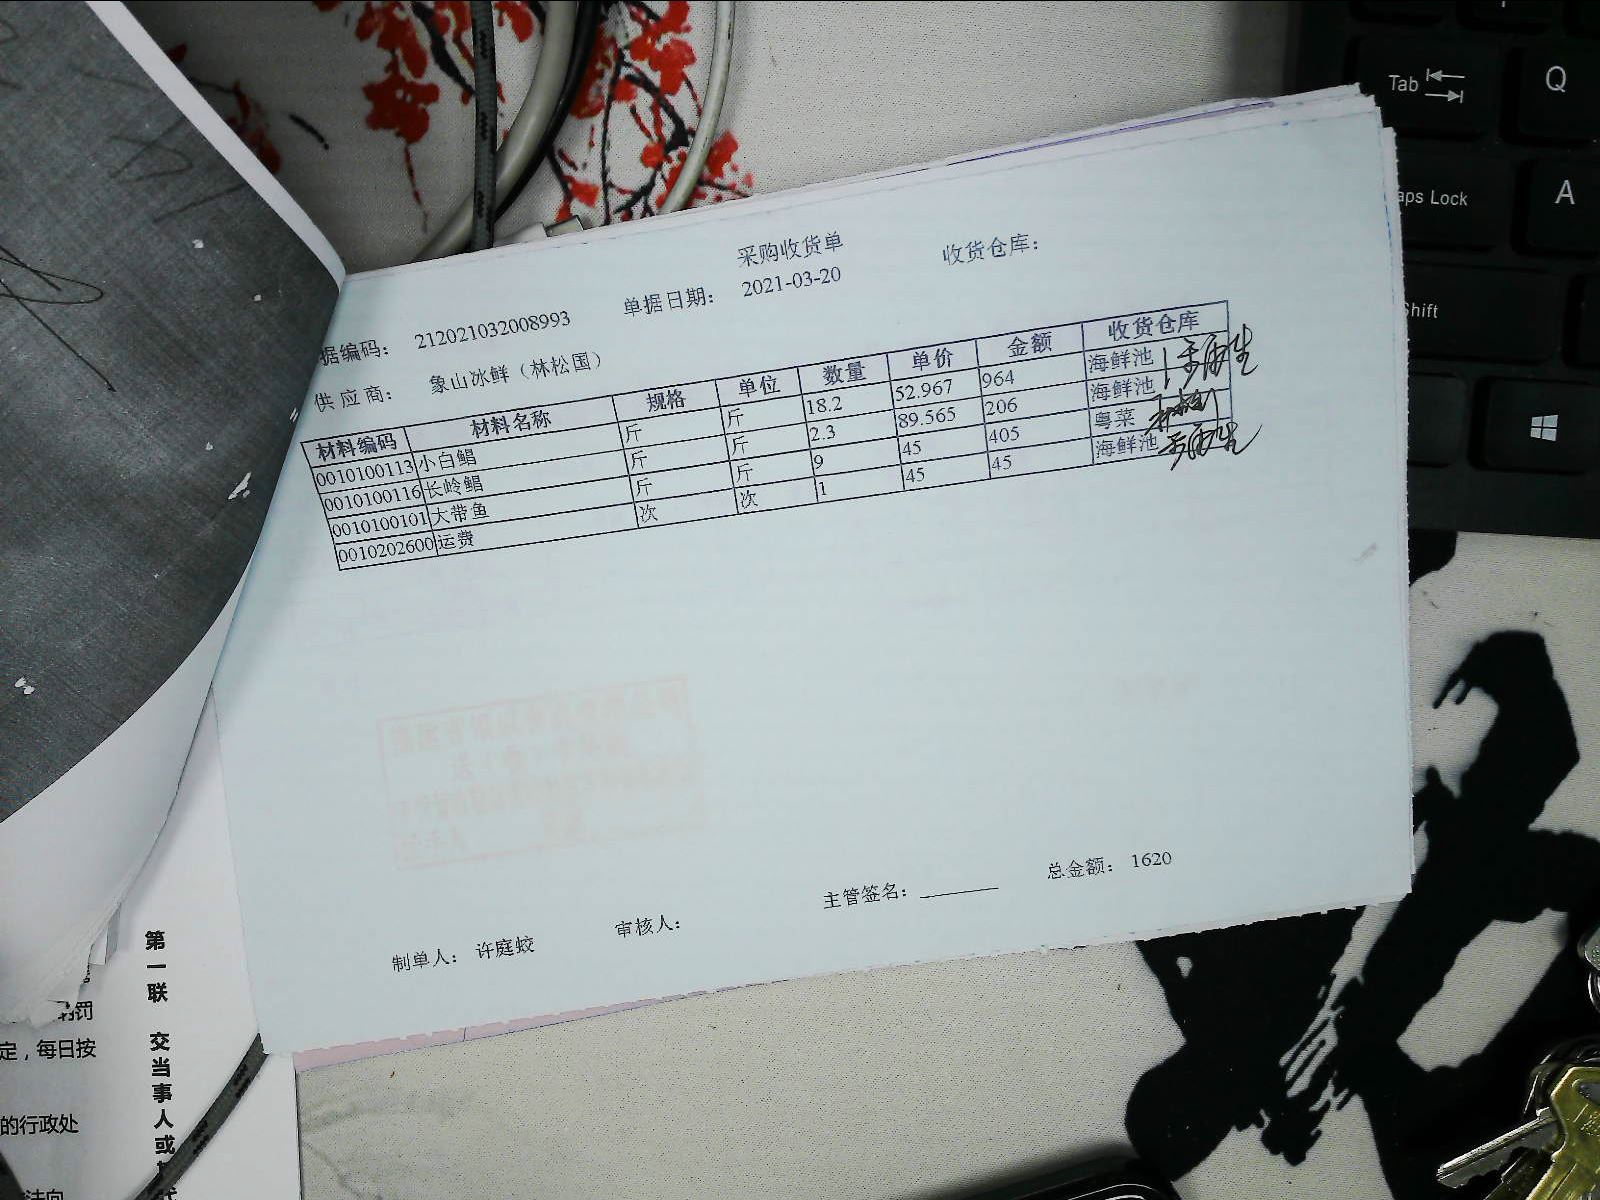 采购收货单
据编码： 212021032008993 单据日期： 2021-03-20 收货仓库：
供应商： 象山冰鲜（林松国）
材料编码 材料名称 规格 单位 数量 单价 金额 收货仓库
0010100113 小白鲳 斤 斤 18.2 52.967 964 海鲜池
0010100116 长岭鲳 斤 斤 2.3 89.565 206 海鲜池
0010100101 大带鱼 斤 斤 9 45 405 粤菜
0010202600 运费 次 次 1 45 45 海鲜池
制单人： 许庭蛟 审核人： 主管签名： 总金额： 1620
第一联 交当事人或
罚
定，每日按
的行政处
法向
Tab
Q
aps Lock
A
Shift